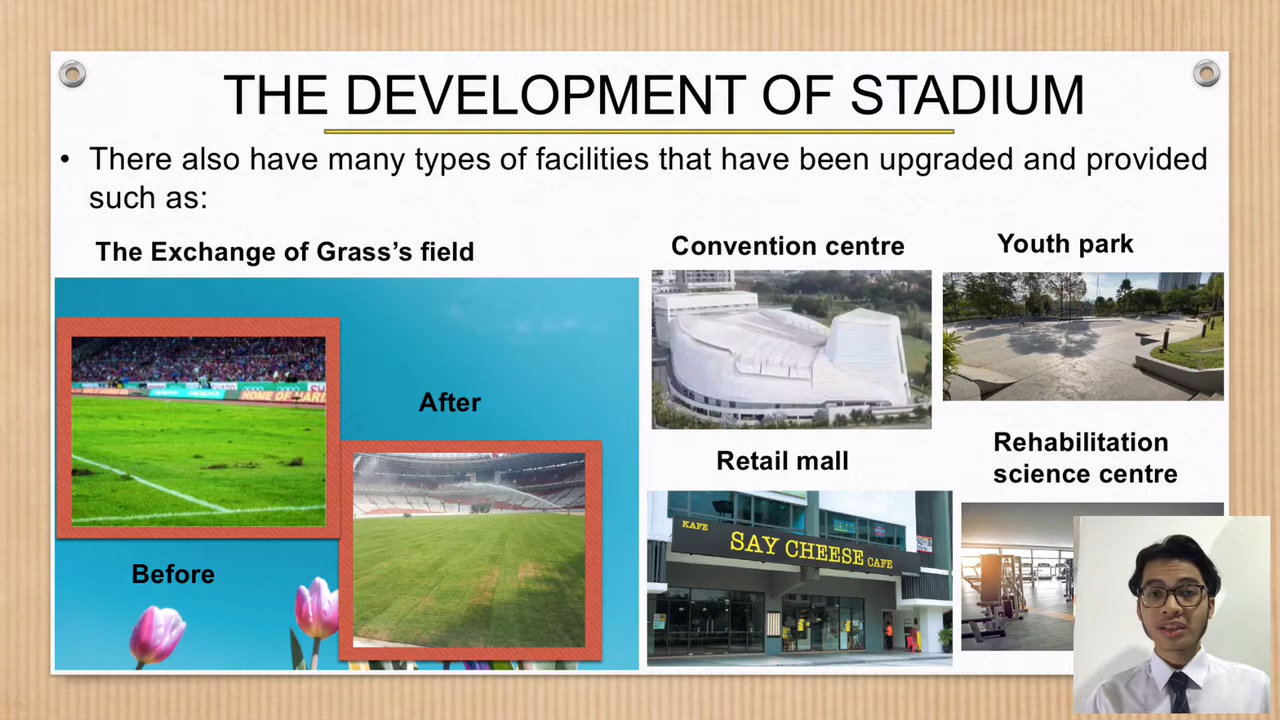 THE DEVELOPMENT OF STADIUM
• There also have many types of facilities that have been upgraded and provided
such as:
The Exchange of Grass's field
Convention centre
Youth park
After
Before
Retail mall
Rehabilitation
science centre
KAFE
SAY CHEESE CAFE
HOME OF